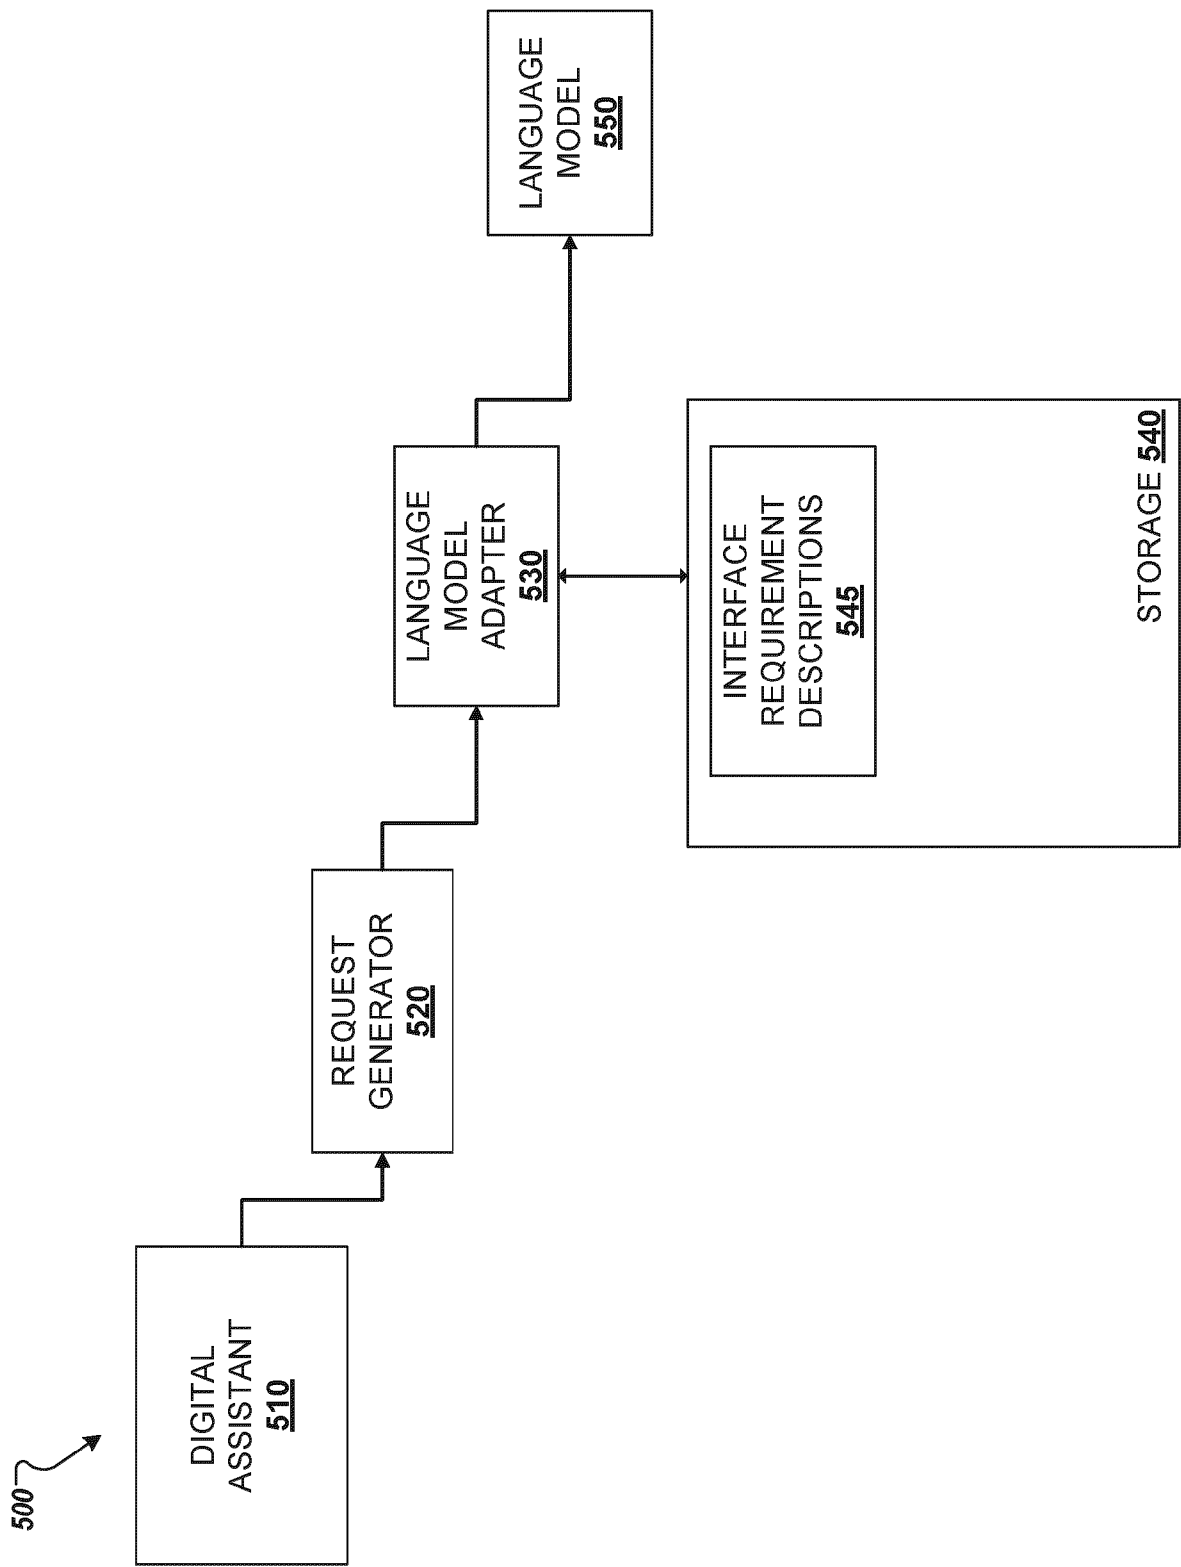 500
DIGITAL
ASSISTANT
510
REQUEST
GENERATOR
520
LANGUAGE
MODEL
ADAPTER
530
INTERFACE
REQUIREMENT
DESCRIPTIONS
545
STORAGE 540
LANGUAGE
MODEL
550